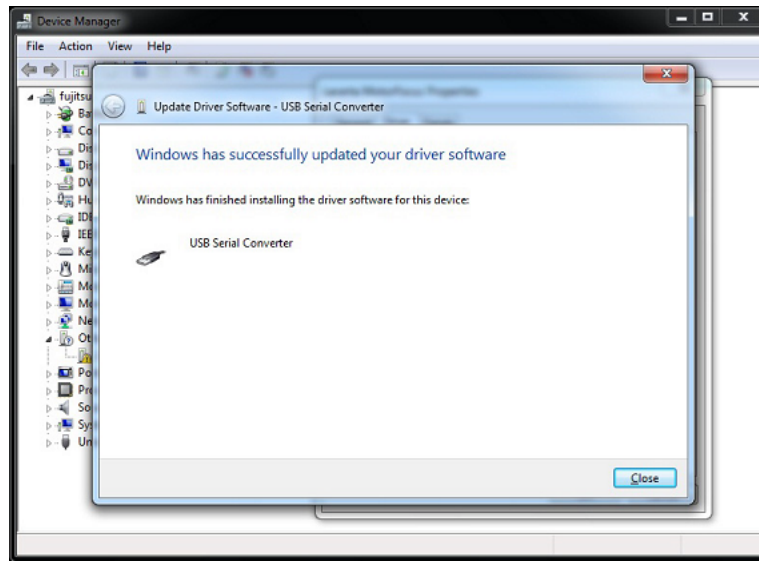 Device Manager
File Action View Help
fujitsu
Update Driver Software - USB Serial Converter
Windows has successfully updated your driver software
Windows has finished installing the driver software for this device:
USB Serial Converter
Close